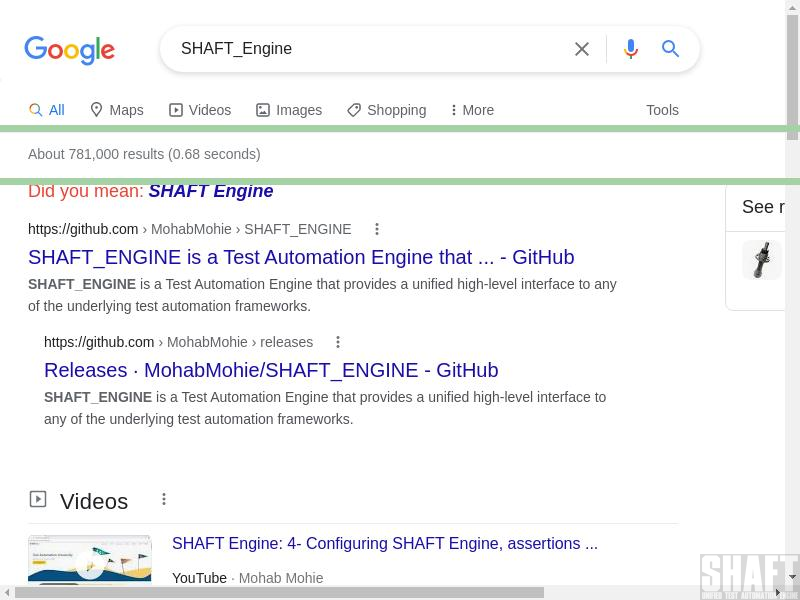 Google
SHAFT_Engine
All Maps Videos Images Shopping More Tools
About 781,000 results (0.68 seconds)
Did you mean: SHAFT Engine
See r
https://github.com › MohabMohie › SHAFT_ENGINE
SHAFT_ENGINE is a Test Automation Engine that ... - GitHub
SHAFT_ENGINE is a Test Automation Engine that provides a unified high-level interface to any
of the underlying test automation frameworks.
https://github.com › MohabMohie › releases
Releases · MohabMohie/SHAFT_ENGINE - GitHub
SHAFT_ENGINE is a Test Automation Engine that provides a unified high-level interface to
any of the underlying test automation frameworks.
Videos
SHAFT Engine: 4- Configuring SHAFT Engine, assertions ...
YouTube · Mohab Mohie
SHAFT